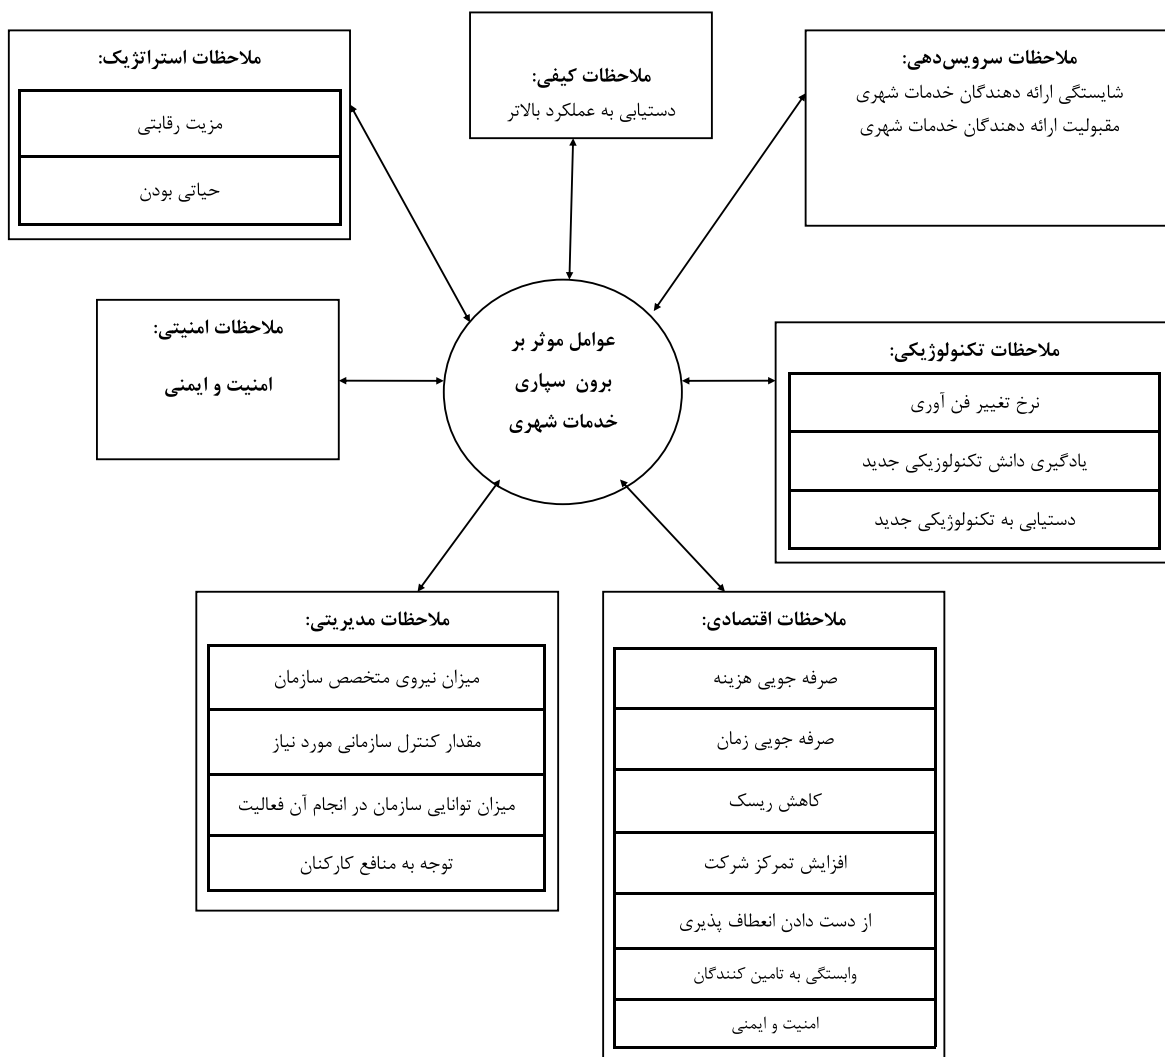 ملاحظات سرویس‌دهی:
شایستگی ارائه دهندگان خدمات شهری
مقبولیت ارائه دهندگان خدمات شهری
ملاحظات کیفی:
دستیابی به عملکرد بالاتر
ملاحظات استراتژیک:
مزیت رقابتی
حیاتی بودن
عوامل موثر بر
برون سپاری
خدمات شهری
ملاحظات تکنولوژیکی:
نرخ تغییر فن آوری
یادگیری دانش تکنولوزیکی جدید
دستیابی به تکنولوژیکی جدید
ملاحظات امنیتی:
امنیت و ایمنی
ملاحظات اقتصادی:
صرفه جویی هزینه
صرفه جویی زمان
کاهش ریسک
افزایش تمرکز شرکت
از دست دادن انعطاف پذیری
وابستگی به تامین کنندگان
امنیت و ایمنی
ملاحظات مدیریتی:
میزان نیروی متخصص سازمان
مقدار کنترل سازمانی مورد نیاز
میزان توانایی سازمان در انجام آن فعالیت
توجه به منافع کارکنان